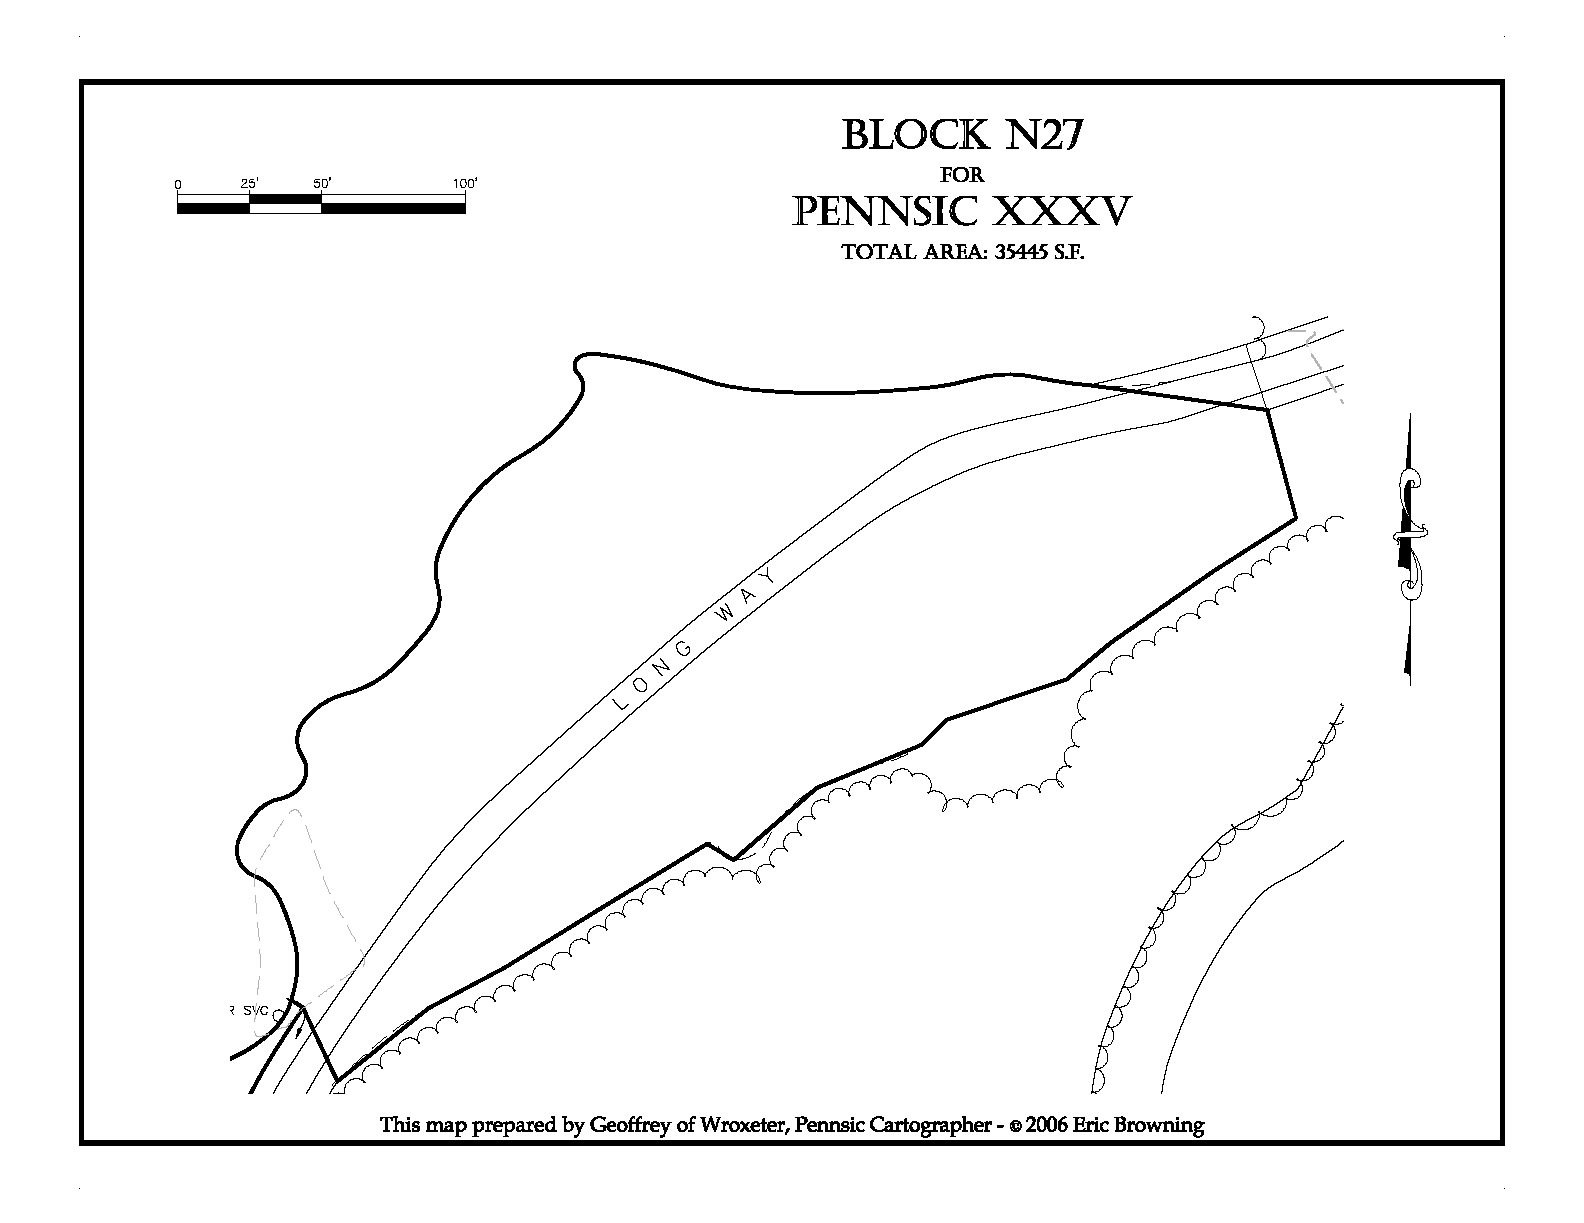 BLOCK N27
FOR
PENNSIC XXXV
TOTAL AREA: 35445 S.F.
0 25' 50' 100'
LONG WAY
R SVC
This map prepared by Geoffrey of Wroxeter, Pennsic Cartographer - © 2006 Eric Browning